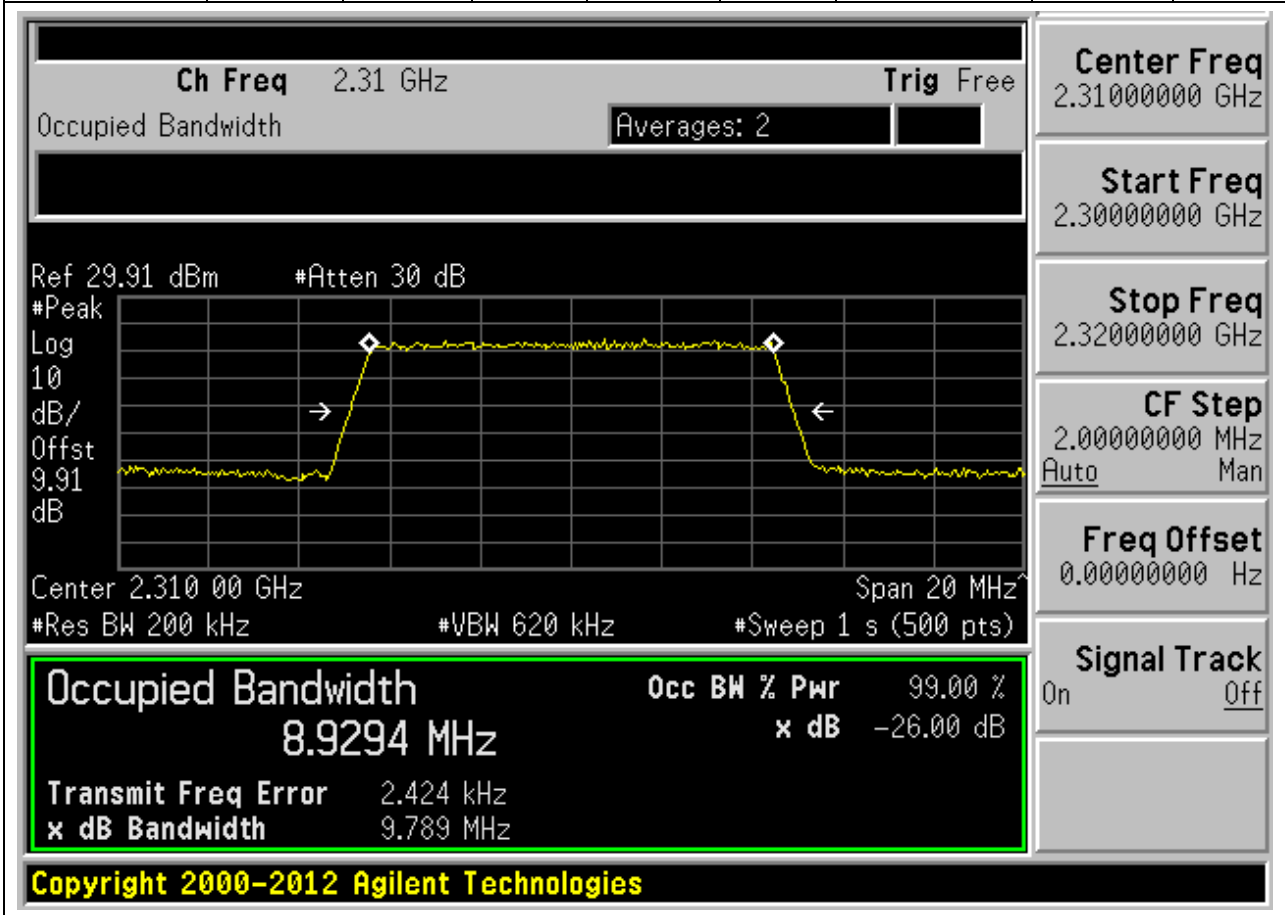 Ch Freq 2.31 GHz Trig Free
Occupied Bandwidth Averages: 2
Ref 29.91 dBm #Atten 30 dB
#Peak
Log
10
dB/
Offst
9.91
dB
Center 2.310 00 GHz Span 20 MHz^
#Res BW 200 kHz #VBW 620 kHz #Sweep 1 s (500 pts)
Occupied Bandwidth
8.9294 MHz
Occ BW % Pwr 99.00 %
x dB -26.00 dB
Transmit Freq Error 2.424 kHz
x dB Bandwidth 9.789 MHz
Copyright 2000-2012 Agilent Technologies
Center Freq
2.31000000 GHz
Start Freq
2.30000000 GHz
Stop Freq
2.32000000 GHz
CF Step
2.00000000 MHz
Auto Man
Freq Offset
0.00000000 Hz
Signal Track
On Off